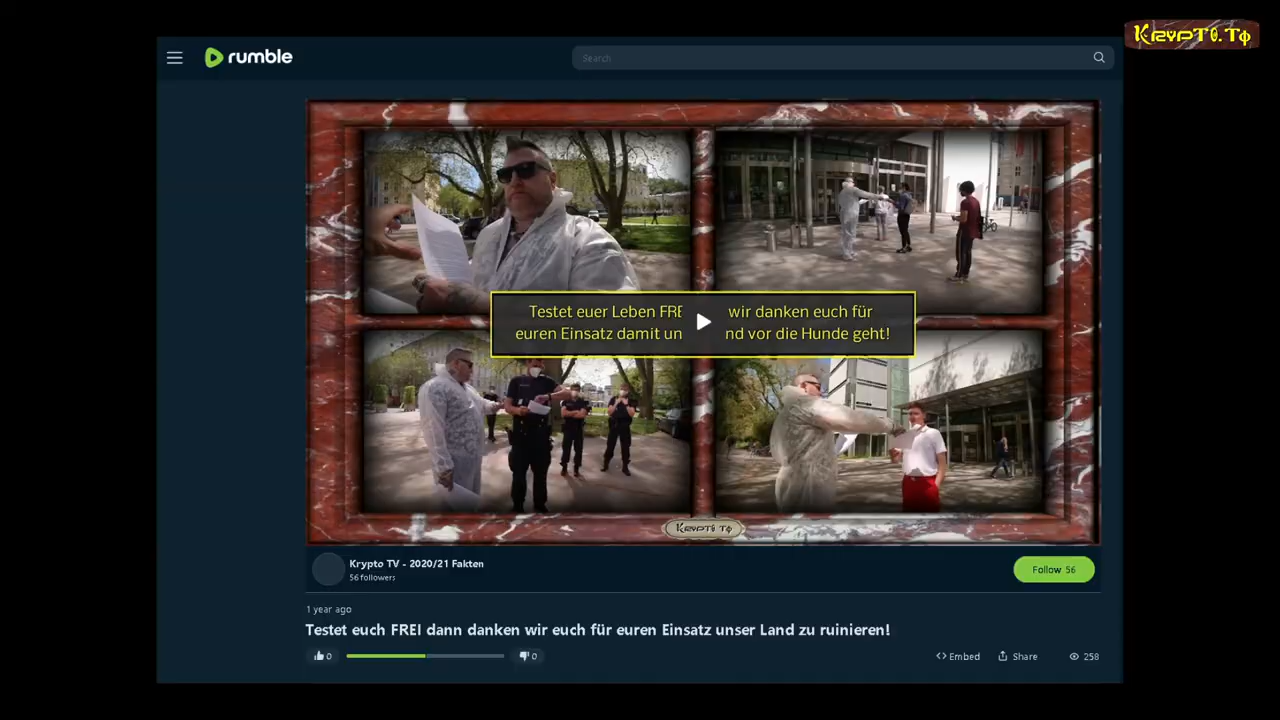 KrypTo.To
rumble
Search
Testet euer Leben FRE wir danken euch für
euren Einsatz damit un nd vor die Hunde geht!
KrypTo To
Krypto TV - 2020/21 Fakten
56 followers
Follow 56
1 year ago
Testet euch FREI dann danken wir euch für euren Einsatz unser Land zu ruinieren!
0
0
Embed
Share
258